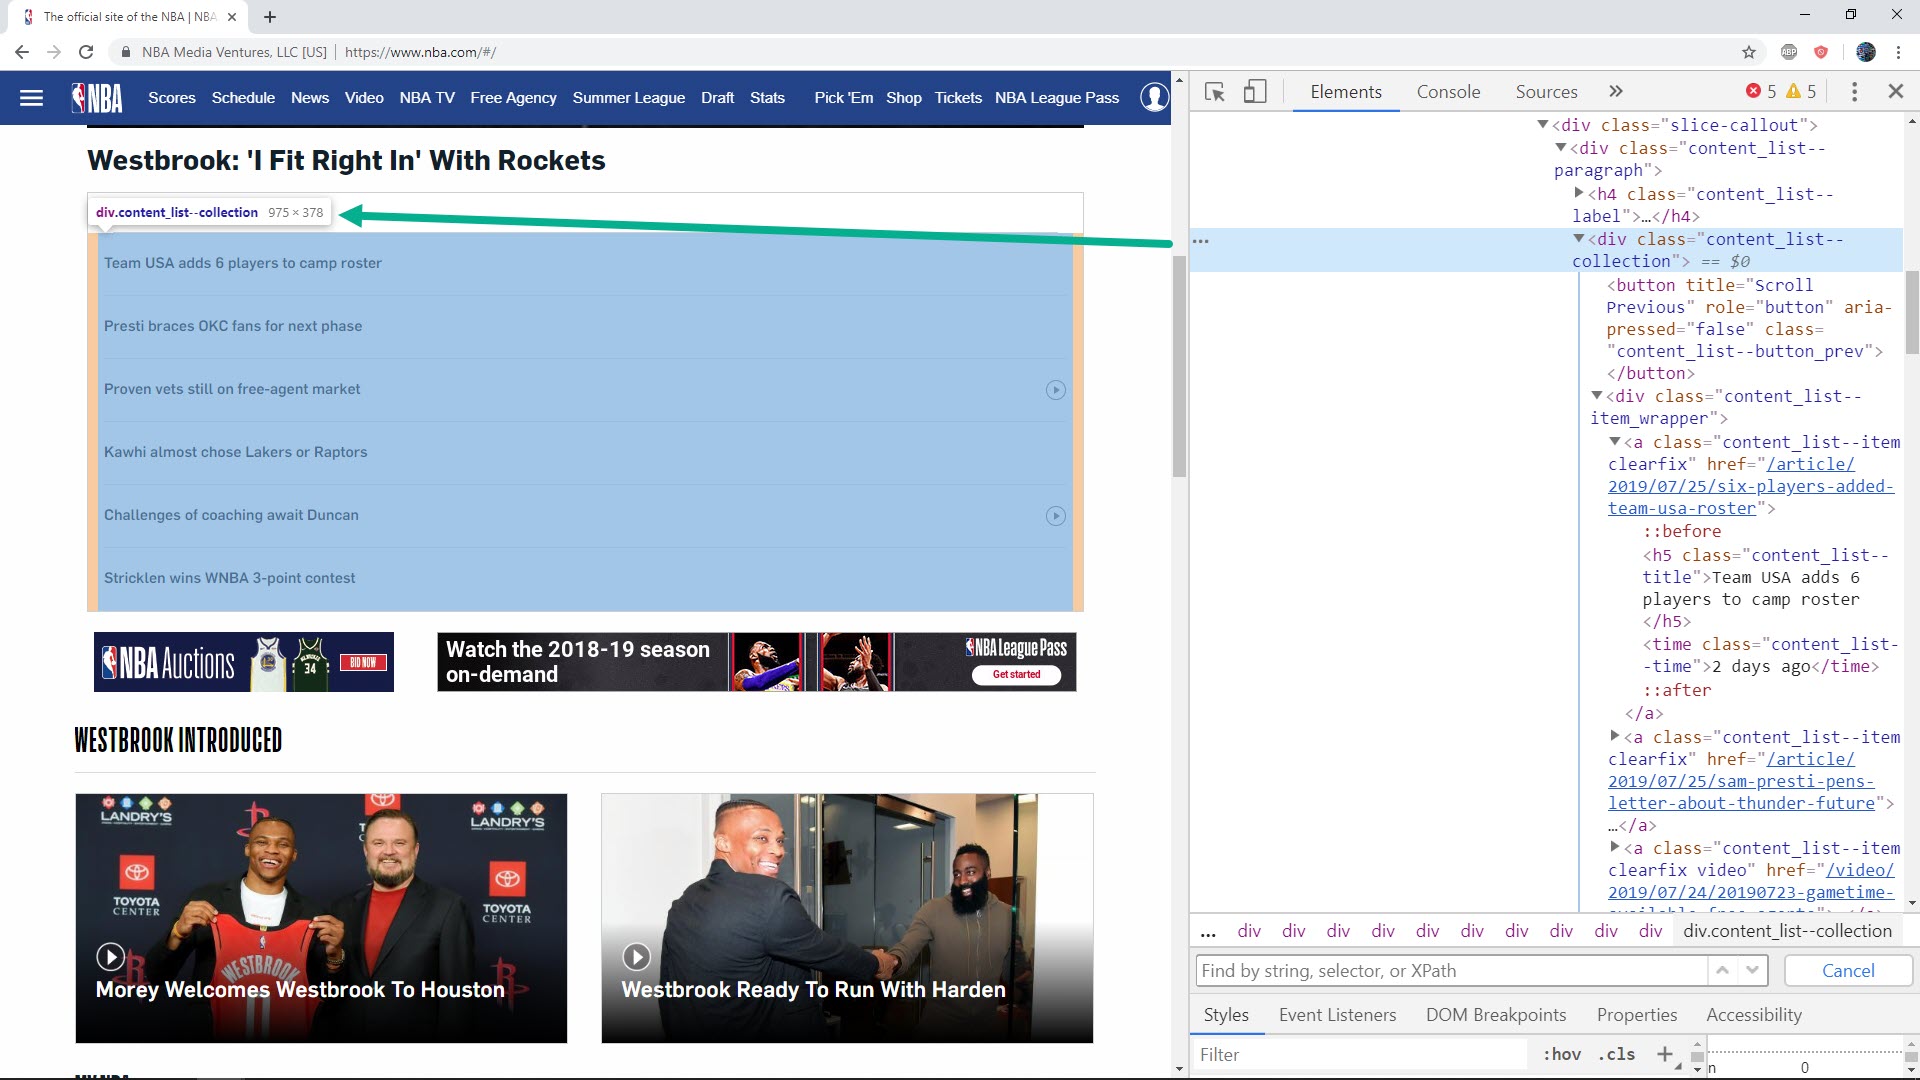 The official site of the NBA | NBA
NBA Media Ventures, LLC [US] | https://www.nba.com/#/
ABP
NBA Scores Schedule News Video NBA TV Free Agency Summer League Draft Stats Pick 'Em Shop Tickets NBA League Pass
Westbrook: 'I Fit Right In' With Rockets
div.content_list--collection 975 × 378
Team USA adds 6 players to camp roster
Presti braces OKC fans for next phase
Proven vets still on free-agent market
Kawhi almost chose Lakers or Raptors
Challenges of coaching await Duncan
Stricklen wins WNBA 3-point contest
NBA Auctions 34 BID NOW
Watch the 2018-19 season
on-demand
NBA League Pass
Get started
WESTBROOK INTRODUCED
LANDRY'S LANDRY'S
TOYOTA
CENTER
TOYOTA
CENTER
WESTBROOK
Morey Welcomes Westbrook To Houston
Westbrook Ready To Run With Harden
Elements Console Sources » 5 5
<div class="slice-callout">
<div class="content_list--
paragraph">
<h4 class="content_list--
label">…</h4>
... <div class="content_list--
collection"> == $0
<button title="Scroll
Previous" role="button" aria-
pressed="false" class=
"content_list--button_prev">
</button>
<div class="content_list--
item_wrapper">
<a class="content_list--item
clearfix" href="/article/
2019/07/25/six-players-added-
team-usa-roster">
::before
<h5 class="content_list--
title">Team USA adds 6
players to camp roster
</h5>
<time class="content_list-
-time">2 days ago</time>
::after
</a>
<a class="content_list--item
clearfix" href="/article/
2019/07/25/sam-presti-pens-
letter-about-thunder-future">
…</a>
<a class="content_list--item
clearfix video" href="/video/
2019/07/24/20190723-gametime-
... div div div div div div div div div div div.content_list--collection
Find by string, selector, or XPath Cancel
Styles Event Listeners DOM Breakpoints Properties Accessibility
Filter :hov .cls + n 0